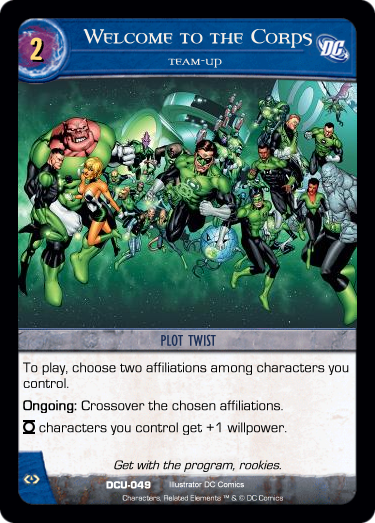 2
Welcome to the Corps
DC
TEAM-UP
PLOT TWIST
To play, choose two affiliations among characters you
control.
Ongoing: Crossover the chosen affiliations.
characters you control get +1 willpower.
Get with the program, rookies.
DCU-049 Illustrator DC Comics
Characters, Related Elements ™ & © DC Comics